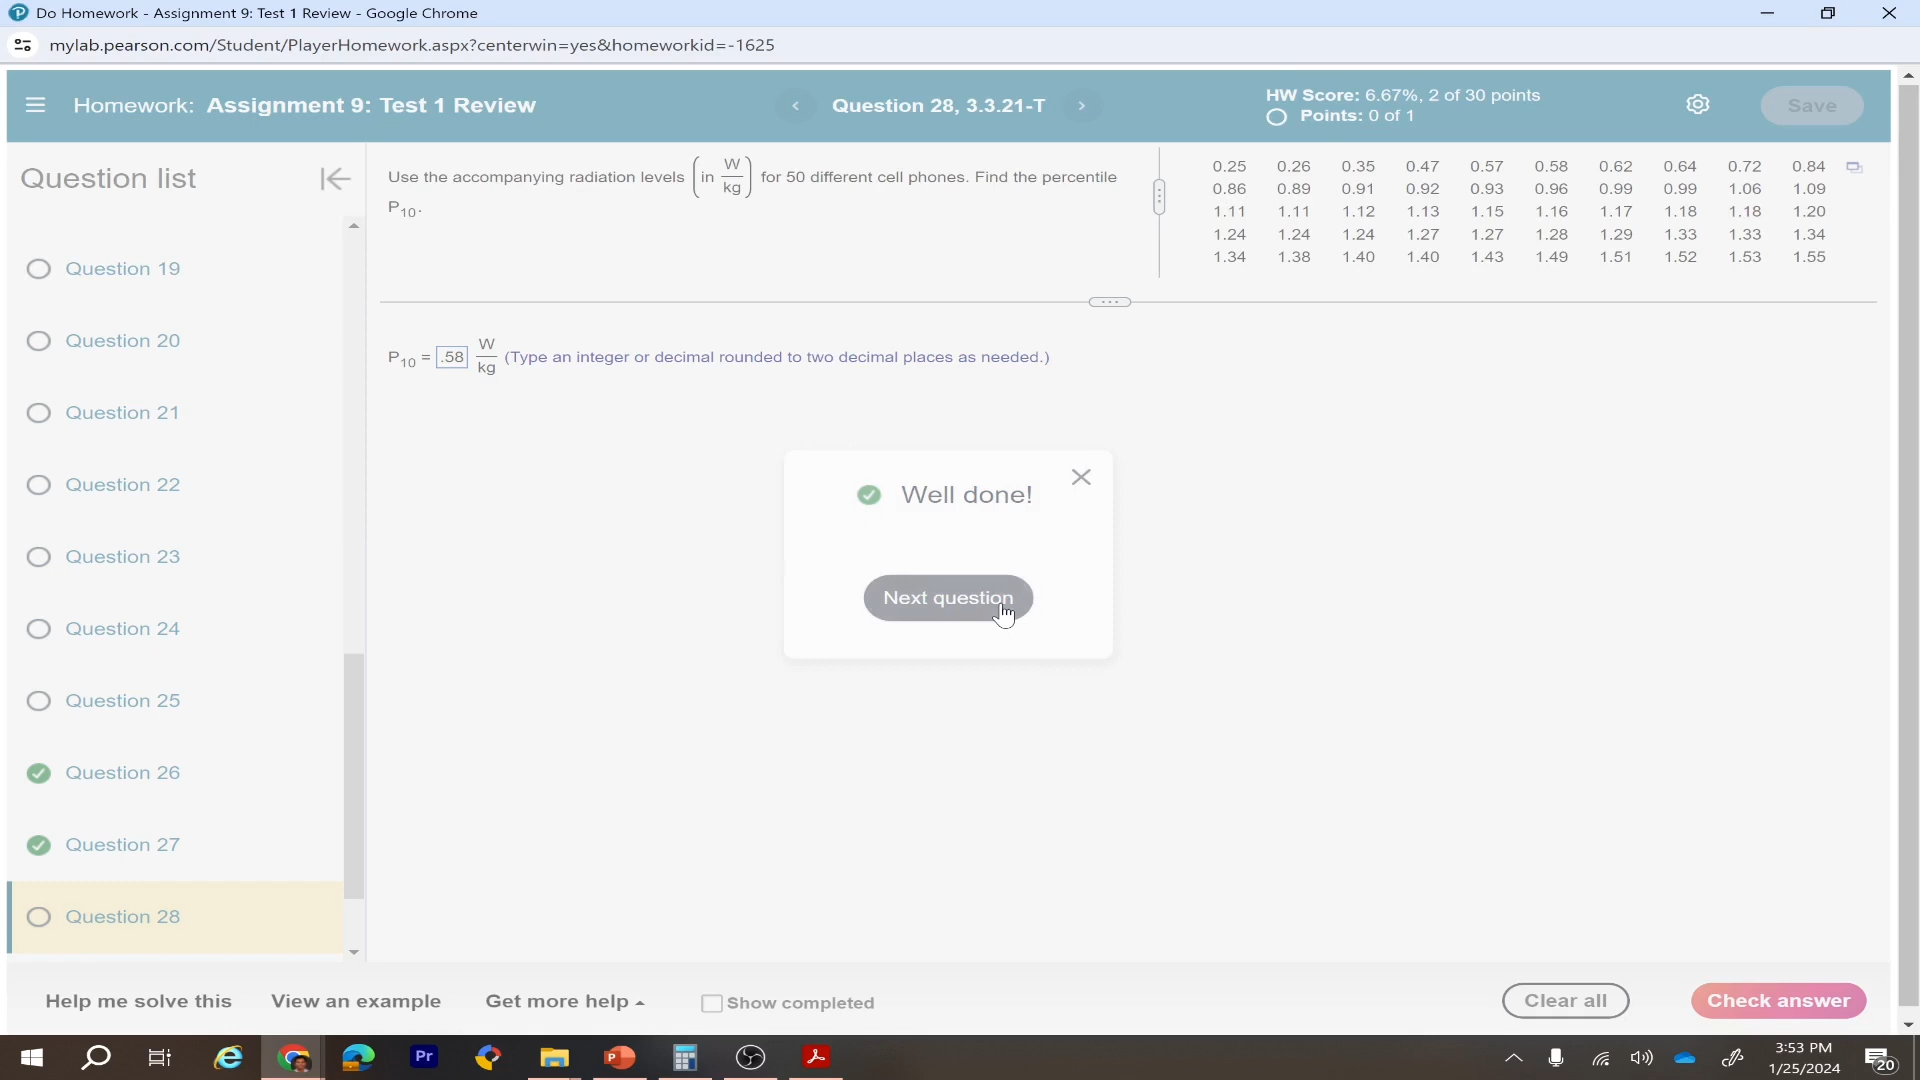 Do Homework - Assignment 9: Test 1 Review - Google Chrome
mylab.pearson.com/Student/PlayerHomework.aspx?centerwin=yes&homeworkid=-1625
Homework: Assignment 9: Test 1 Review
Question 28, 3.3.21-T
HW Score: 6.67%, 2 of 30 points
Points: 0 of 1
Save
Question list
Question 19
Question 20
Question 21
Question 22
Question 23
Question 24
Question 25
Question 26
Question 27
Question 28
Use the accompanying radiation levels (in W/kg) for 50 different cell phones. Find the percentile
P10.
0.25 0.26 0.35 0.47 0.57 0.58 0.62 0.64 0.72 0.84
0.86 0.89 0.91 0.92 0.93 0.96 0.99 0.99 1.06 1.09
1.11 1.11 1.12 1.13 1.15 1.16 1.17 1.18 1.18 1.20
1.24 1.24 1.24 1.27 1.27 1.28 1.29 1.33 1.33 1.34
1.34 1.38 1.40 1.40 1.43 1.49 1.51 1.52 1.53 1.55
P10 = .58 W/kg (Type an integer or decimal rounded to two decimal places as needed.)
Well done!
Next question
Help me solve this
View an example
Get more help
Show completed
Clear all
Check answer
Pr
3:53 PM
1/25/2024
20